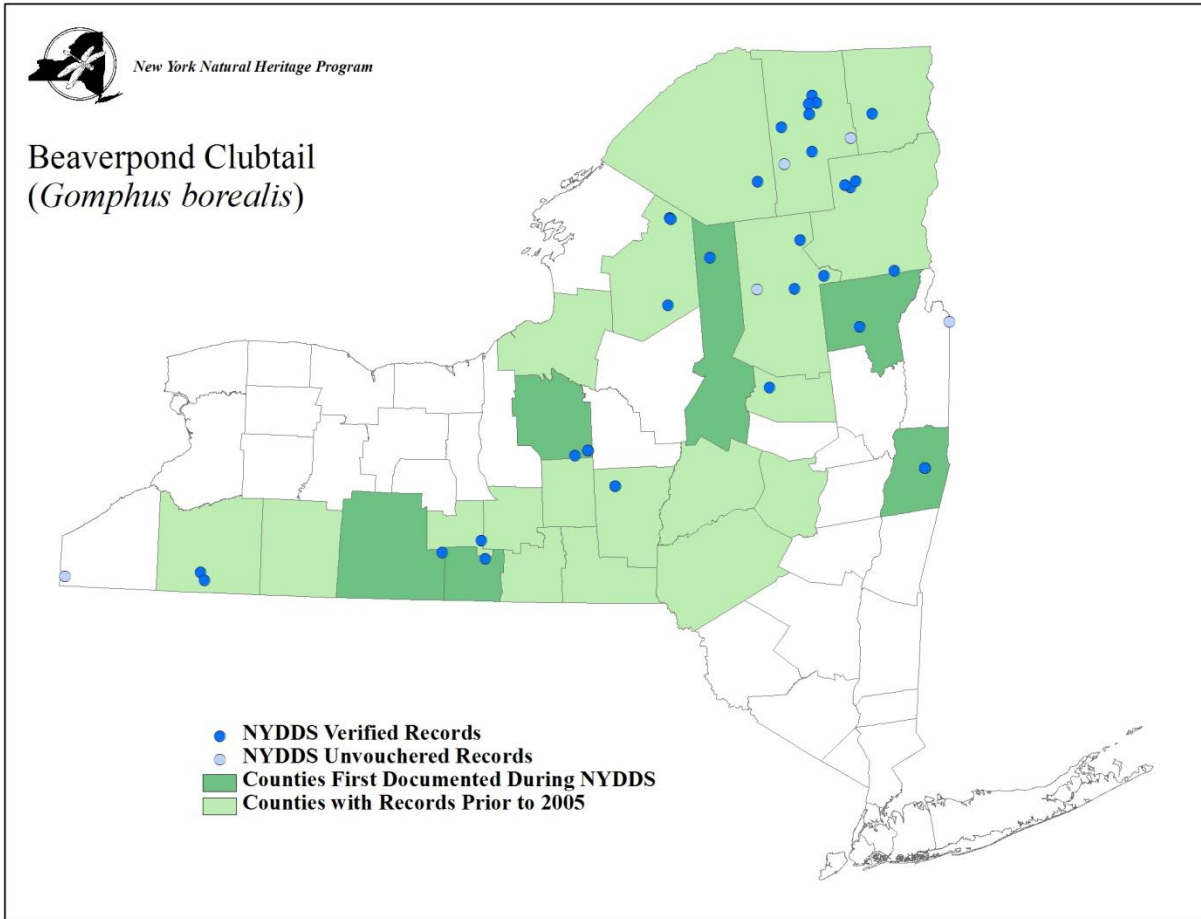 New York Natural Heritage Program
Beaverpond Clubtail
(Gomphus borealis)
NYDDS Verified Records
NYDDS Unvouchered Records
Counties First Documented During NYDDS
Counties with Records Prior to 2005